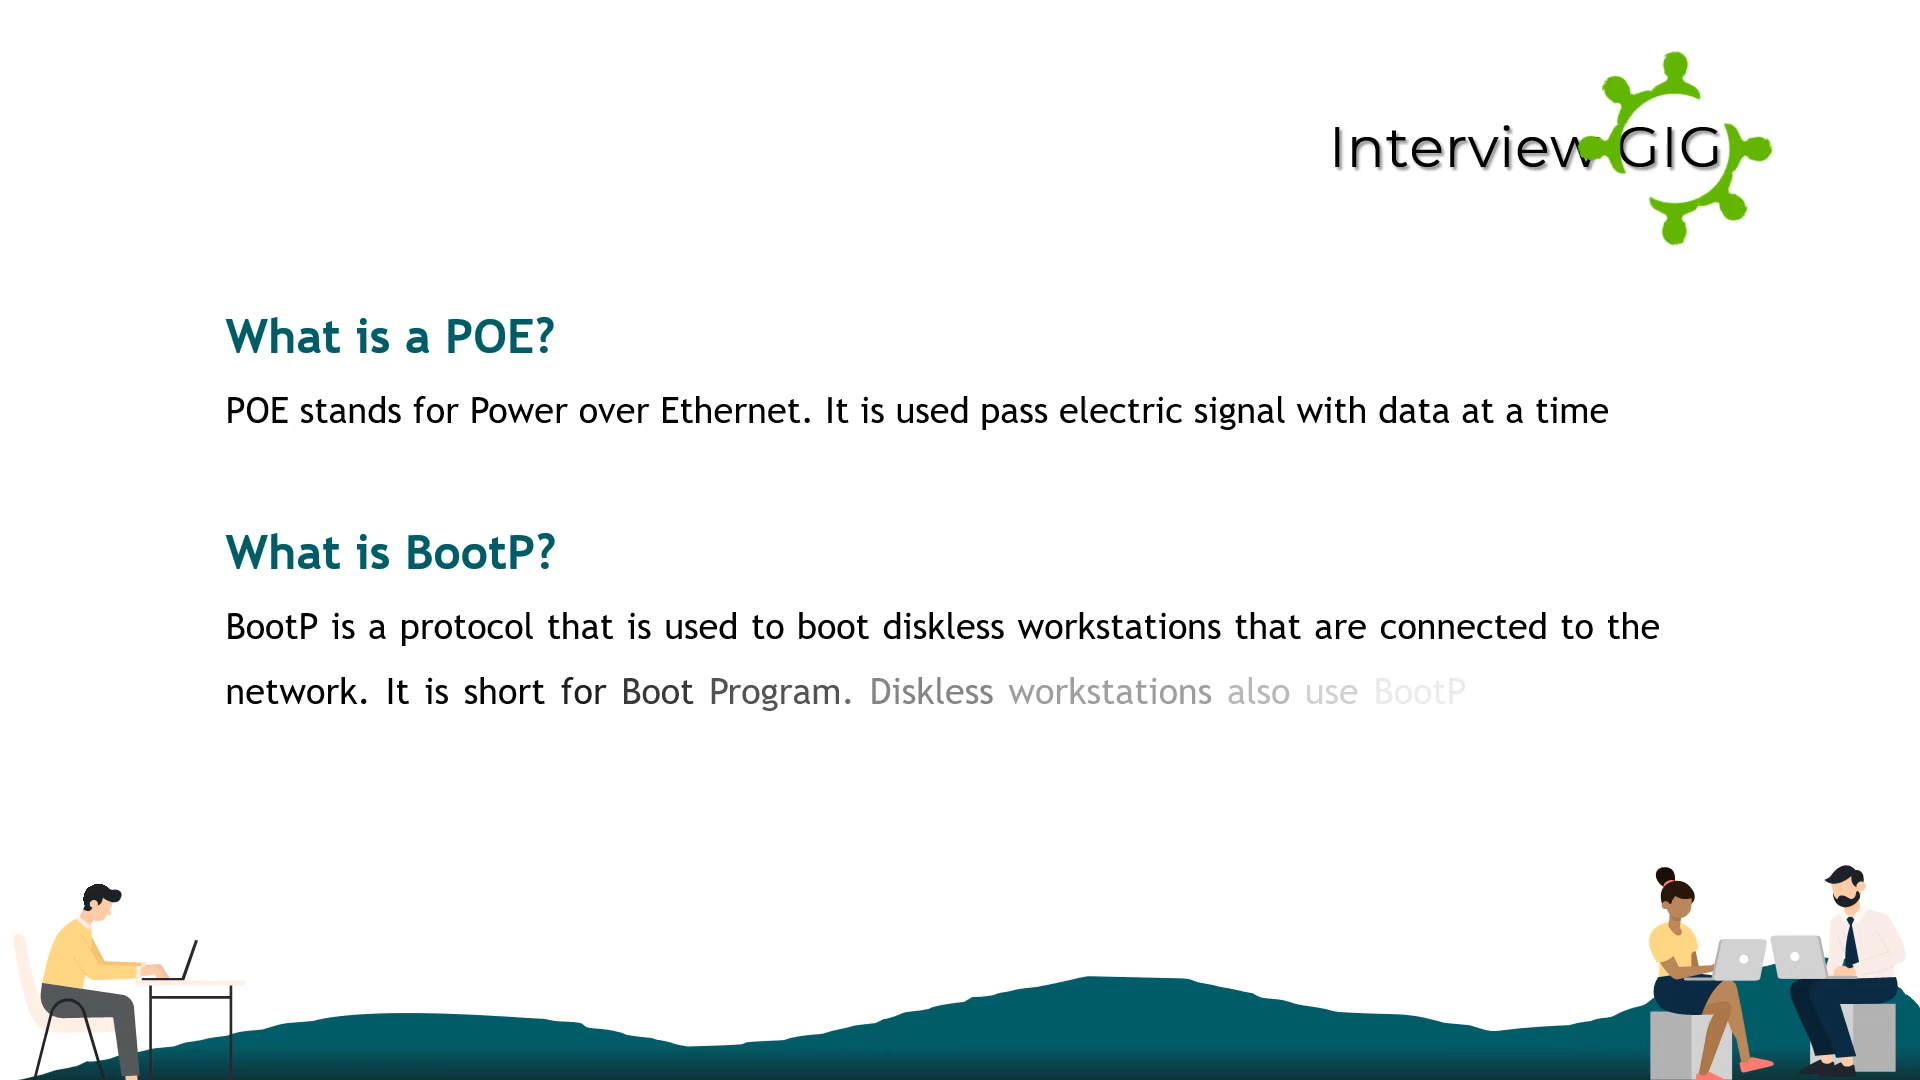 Interview GIG
What is a POE?
POE stands for Power over Ethernet. It is used pass electric signal with data at a time
What is BootP?
BootP is a protocol that is used to boot diskless workstations that are connected to the
network. It is short for Boot Program. Diskless workstations also use BootP